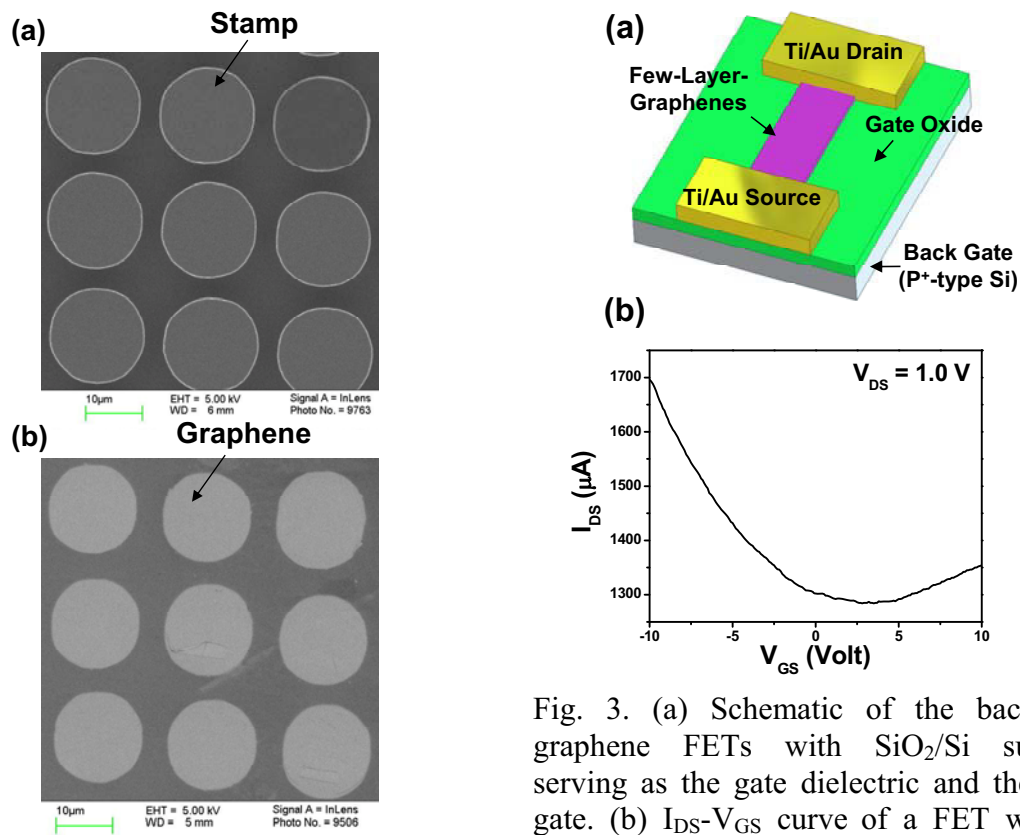 (a)
Stamp
10µm
EHT = 5.00 kV
WD = 6 mm
Signal A = InLens
Photo No. = 9763
(b)
Graphene
10µm
EHT = 5.00 kV
WD = 5 mm
Signal A = InLens
Photo No. = 9506
(a)
Ti/Au Drain
Few-Layer-
Graphenes
Gate Oxide
Ti/Au Source
Back Gate
(P⁺-type Si)
(b)
V_DS = 1.0 V
I_DS (µA)
1700
1600
1500
1400
1300
-10 -5 0 5 10
V_GS (Volt)
Fig. 3. (a) Schematic of the bac
graphene FETs with SiO₂/Si su
serving as the gate dielectric and the
gate. (b) I_DS-V_GS curve of a FET w